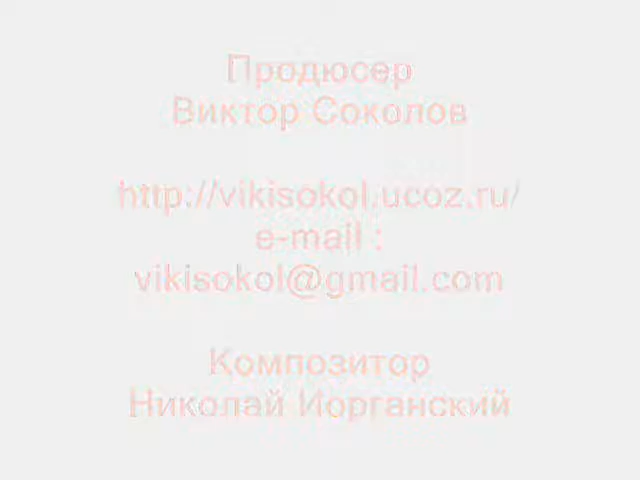 Продюсер
Виктор Соколов
http://vikisokol.ucoz.ru/
e-mail :
vikisokol@gmail.com
Композитор
Николай Иорганский